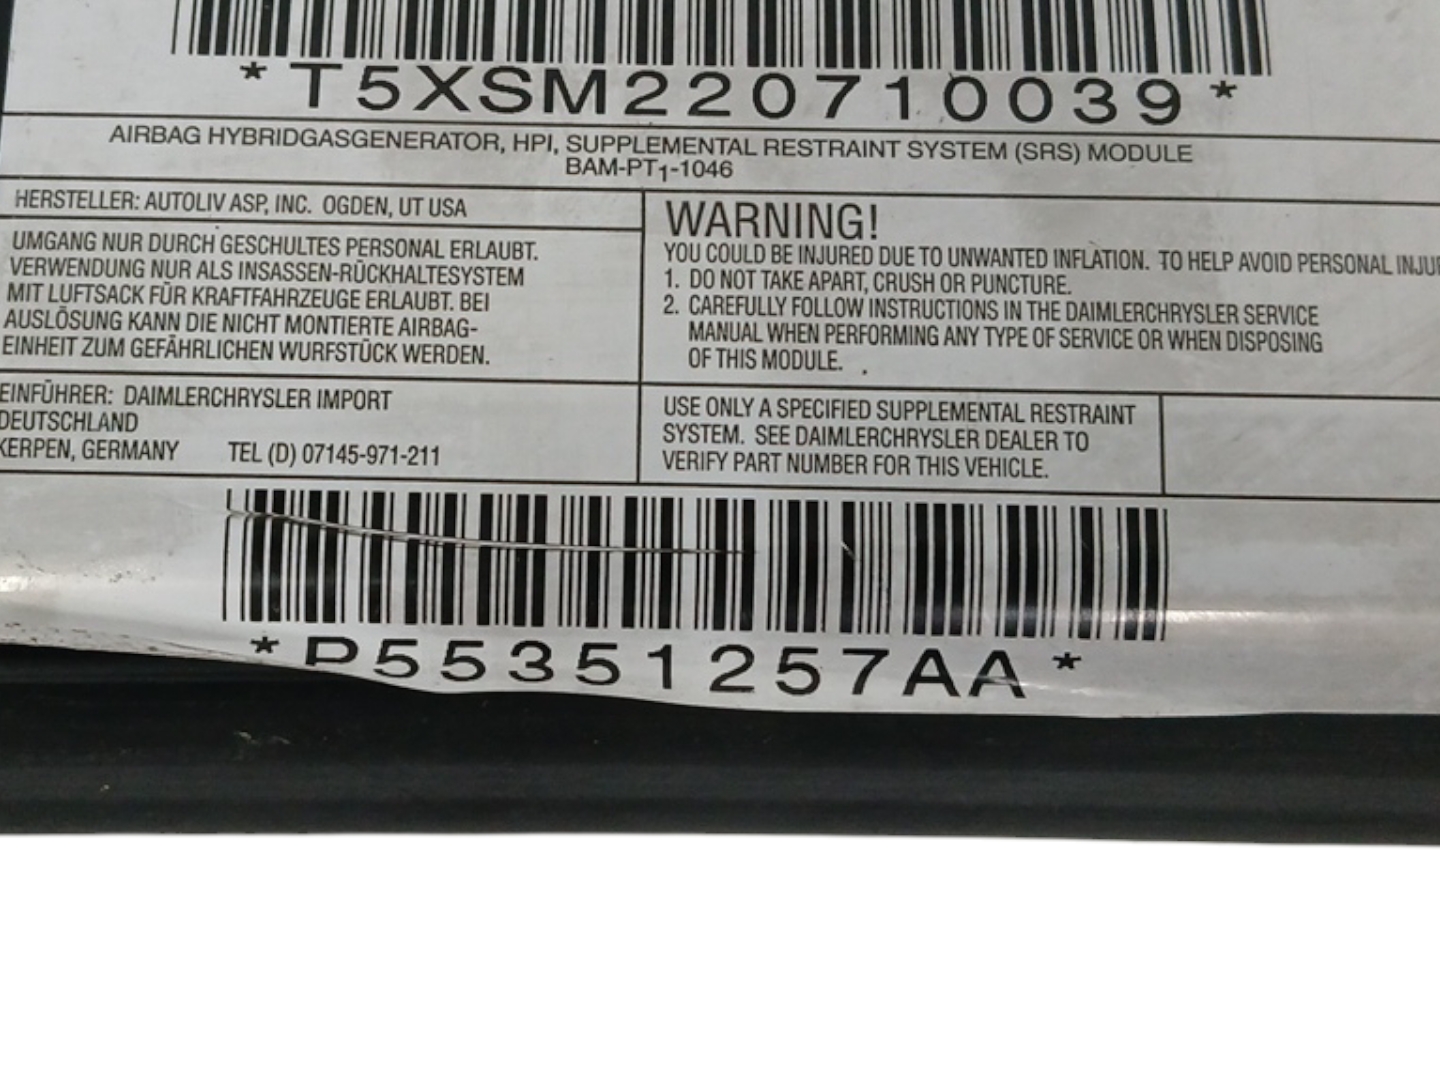 *T5XSM220710039*
AIRBAG HYBRIDGASGENERATOR, HPI, SUPPLEMENTAL RESTRAINT SYSTEM (SRS) MODULE
BAM-PT1-1046
HERSTELLER: AUTOLIV ASP, INC. OGDEN, UT USA
UMGANG NUR DURCH GESCHULTES PERSONAL ERLAUBT.
VERWENDUNG NUR ALS INSASSEN-RÜCKHALTESYSTEM
MIT LUFTSACK FÜR KRAFTFAHRZEUGE ERLAUBT. BEI
AUSLÖSUNG KANN DIE NICHT MONTIERTE AIRBAG-
EINHEIT ZUM GEFÄHRLICHEN WURFSTÜCK WERDEN.
EINFÜHRER: DAIMLERCHRYSLER IMPORT
DEUTSCHLAND
KERPEN, GERMANY TEL (D) 07145-971-211
WARNING!
YOU COULD BE INJURED DUE TO UNWANTED INFLATION. TO HELP AVOID PERSONAL INJU
1. DO NOT TAKE APART, CRUSH OR PUNCTURE.
2. CAREFULLY FOLLOW INSTRUCTIONS IN THE DAIMLERCHRYSLER SERVICE
MANUAL WHEN PERFORMING ANY TYPE OF SERVICE OR WHEN DISPOSING
OF THIS MODULE.
USE ONLY A SPECIFIED SUPPLEMENTAL RESTRAINT
SYSTEM. SEE DAIMLERCHRYSLER DEALER TO
VERIFY PART NUMBER FOR THIS VEHICLE.
*P55351257AA*